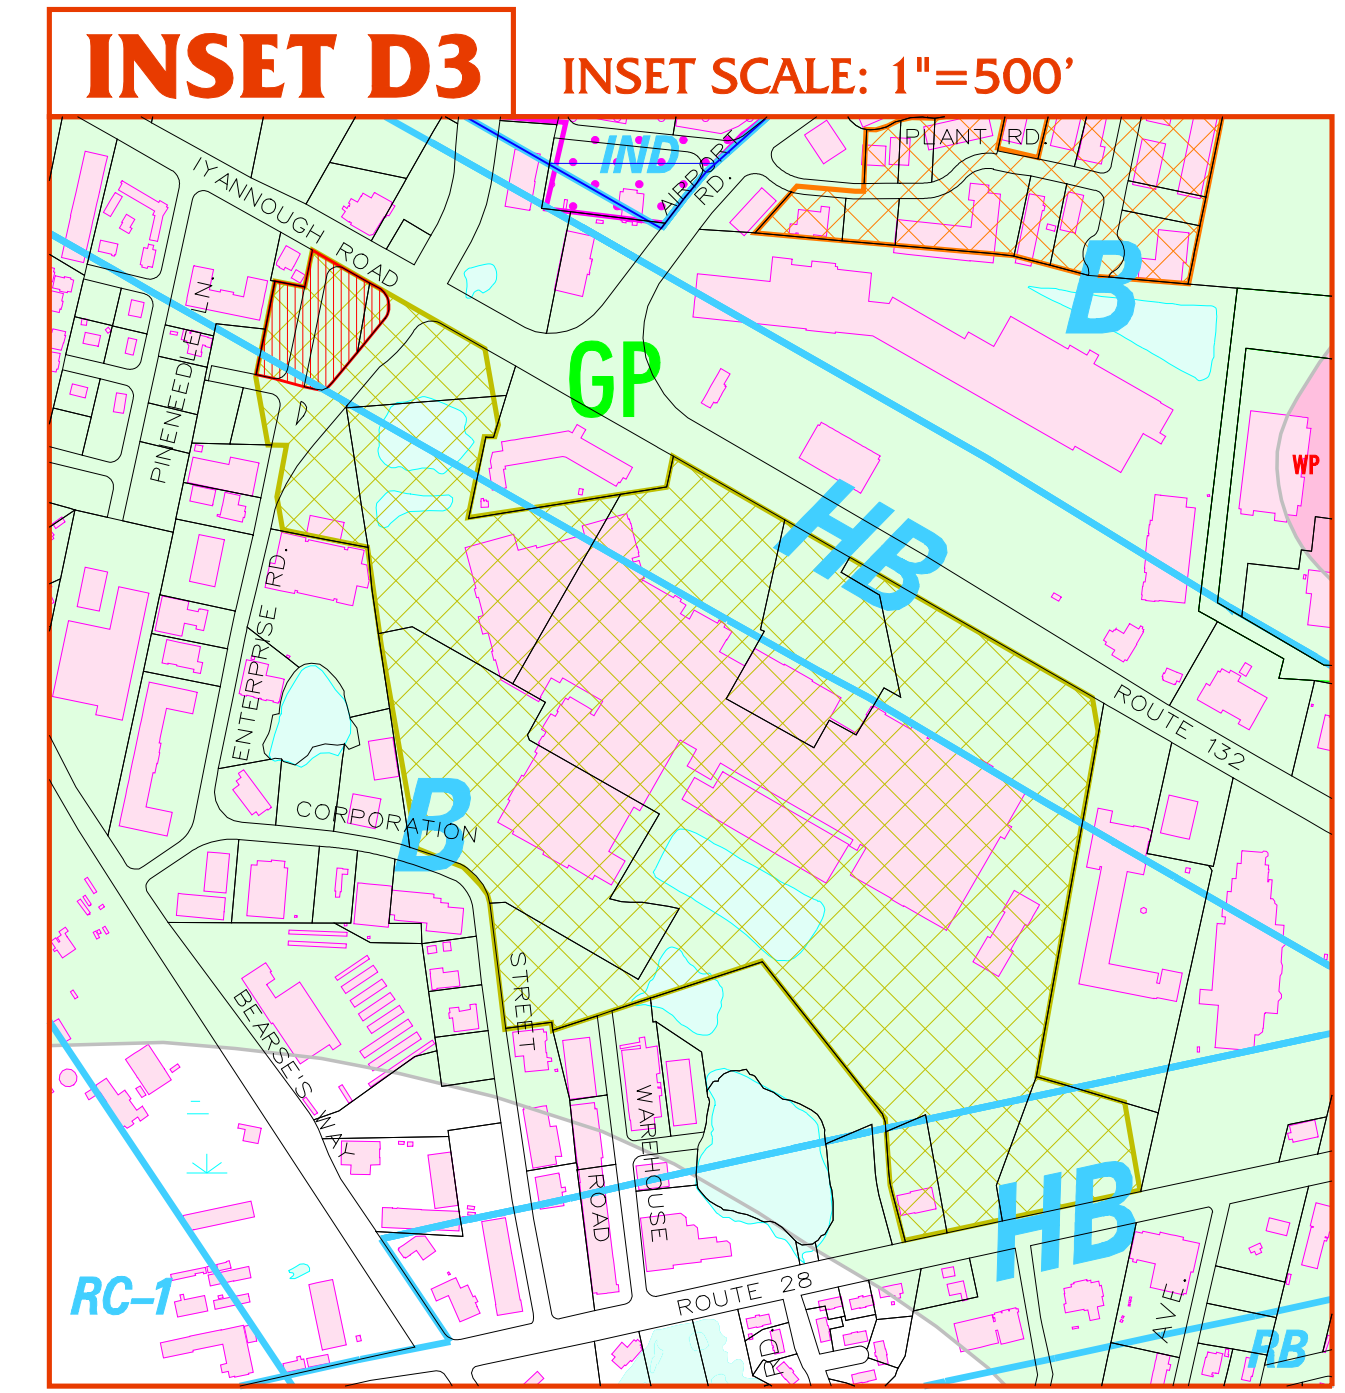 INSET D3
INSET SCALE: 1"=500'
IND
PLANT RD.
AIRPORT
RD.
IYANNOUGH ROAD
B
PINENEEDLE LN.
GP
WP
HB
ENTERPRISE RD.
ROUTE 132
B
CORPORATION
STREET
BEARSE'S WAY
WAREHOUSE
ROAD
HB
RC-1
ROUTE 28
AVE.
RB